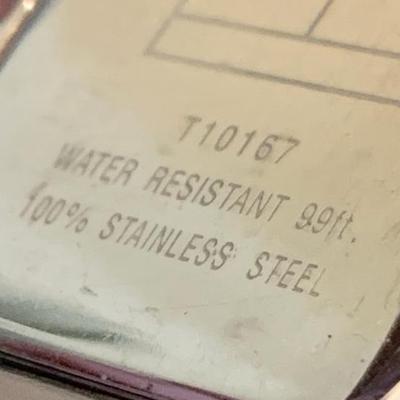 T10167
WATER RESISTANT 99ft.
100% STAINLESS STEEL